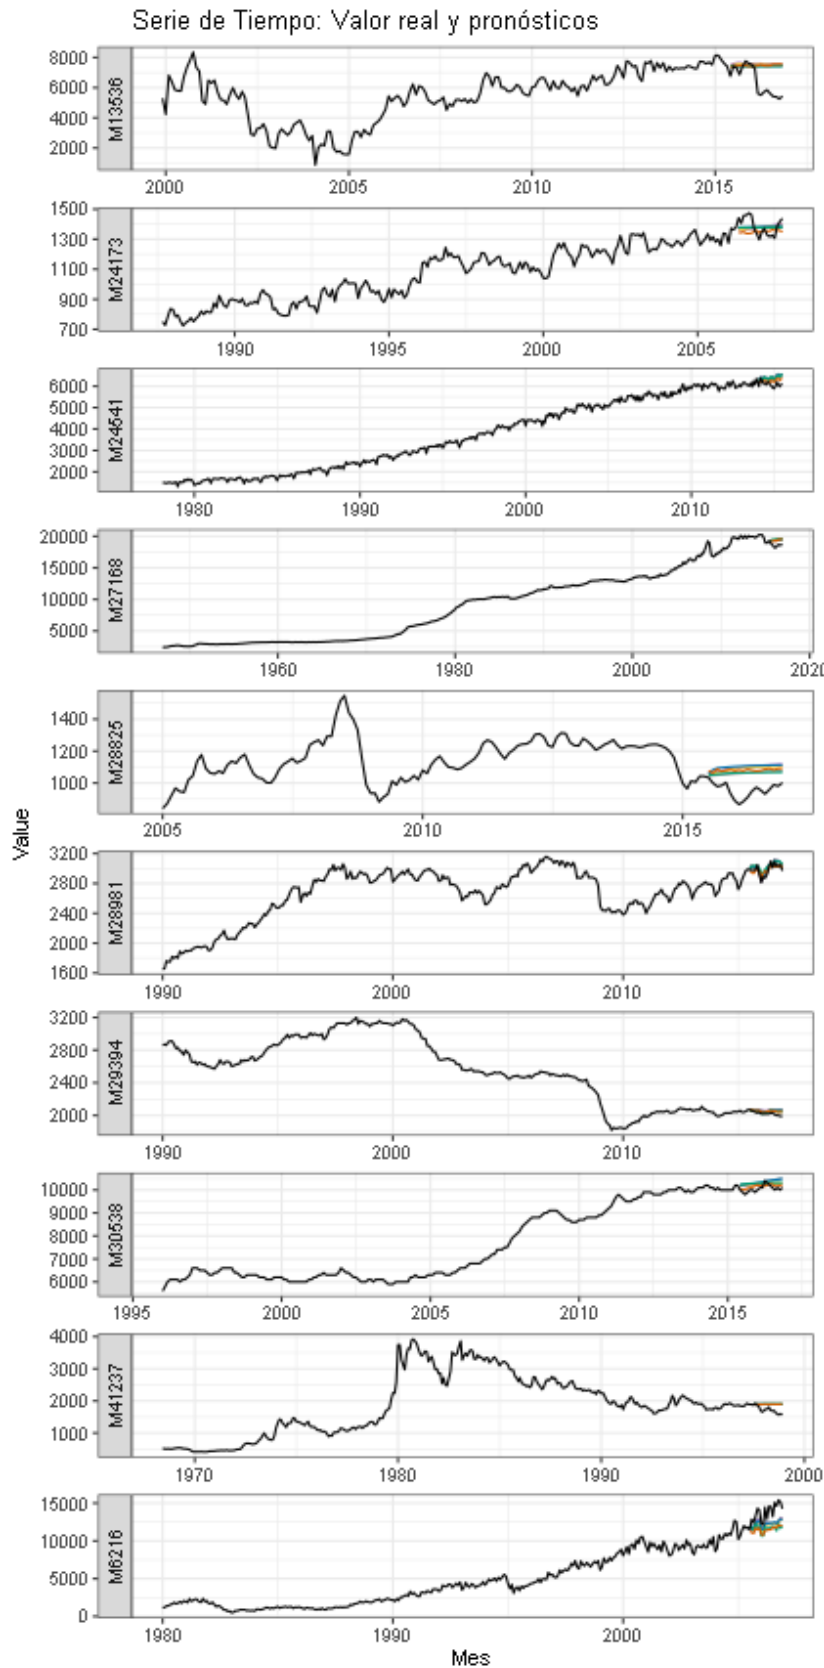 Serie de Tiempo: Valor real y pronósticos
8000
6000
4000
2000
M13536
2000 2005 2010 2015
1500
1300
1100
900
700
M24173
1990 1995 2000 2005
6000
5000
4000
3000
2000
M24541
1980 1990 2000 2010
20000
15000
10000
5000
M27168
1960 1980 2000 2020
1400
1200
1000
M28825
2005 2010 2015
Value
3200
2800
2400
2000
1600
M28981
1990 2000 2010
3200
2800
2400
2000
M29394
1990 2000 2010
10000
9000
8000
7000
6000
M30538
1995 2000 2005 2010 2015
4000
3000
2000
1000
M41237
1970 1980 1990 2000
15000
10000
5000
0
M6216
1980 1990 2000
Mes